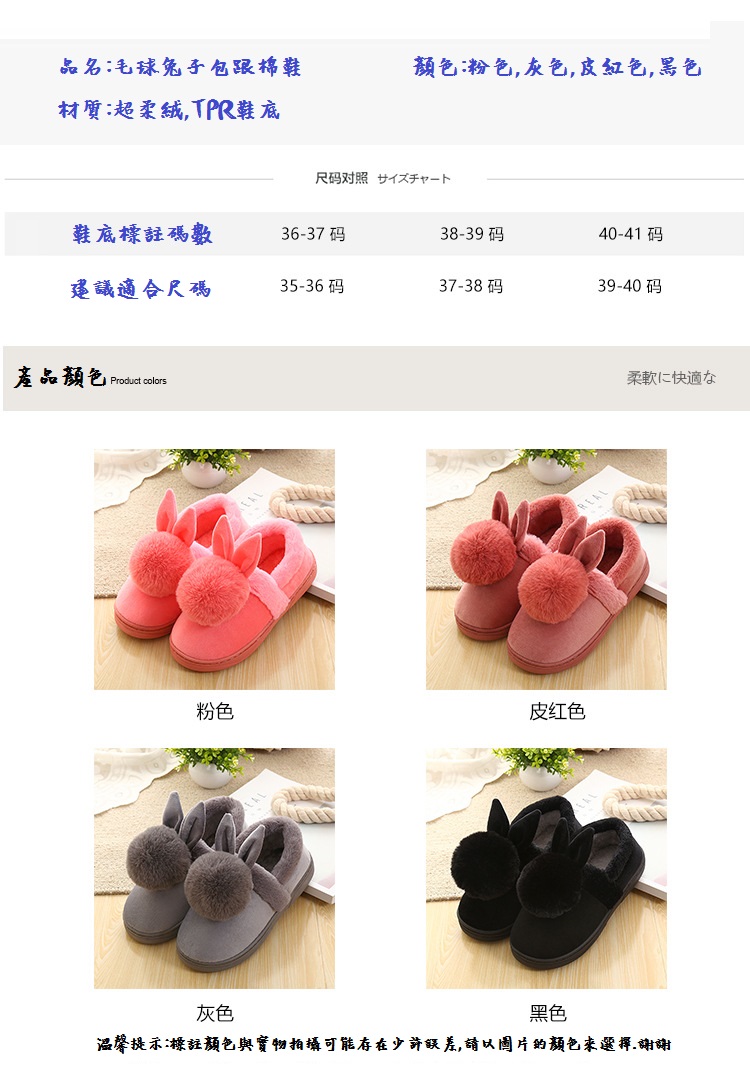 品名:毛球兔子包跟棉鞋 顏色:粉色,灰色,皮紅色,黑色
材質:超柔絨,TPR鞋底
尺码对照 サイズチャート
鞋底標註碼數 36-37 码 38-39 码 40-41 码
建議適合尺碼 35-36 码 37-38 码 39-40 码
產品顏色 Product colors 柔軟に快適な
粉色 皮红色
灰色 黑色
溫馨提示:標註顏色與實物拍攝可能存在少許誤差,請以圖片的顏色來選擇.謝謝